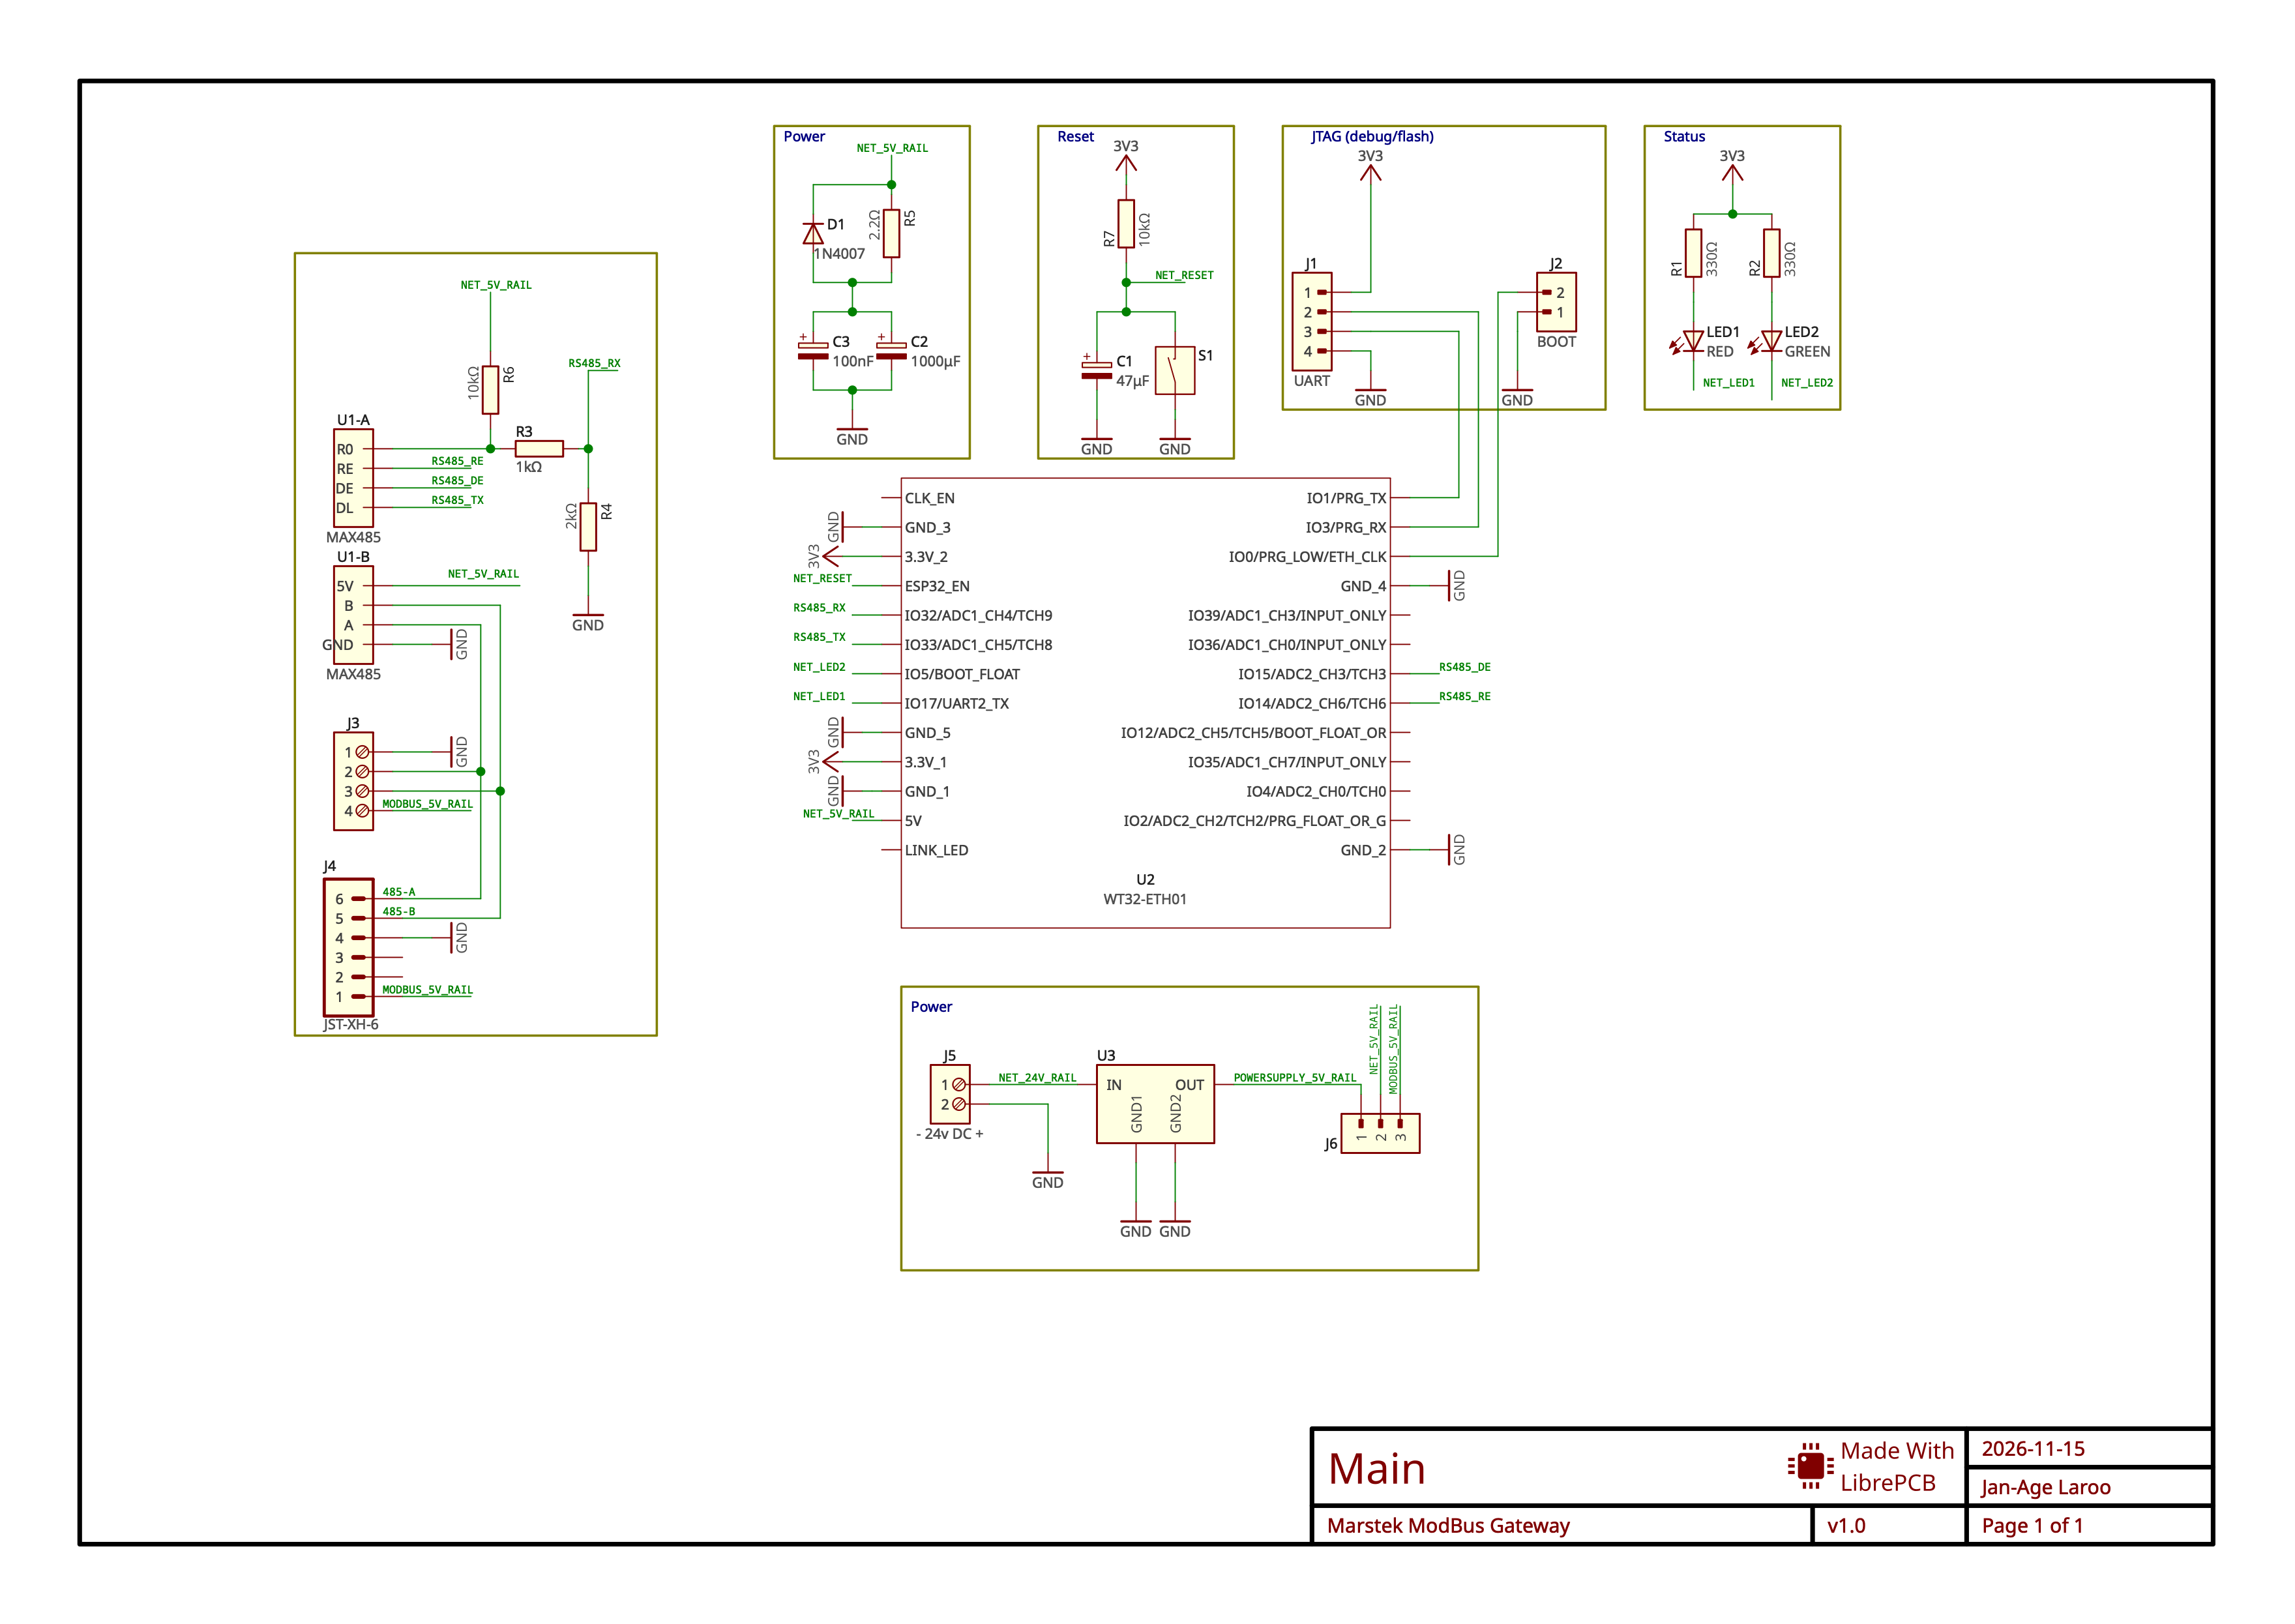 Power
NET_5V_RAIL
D1
1N4007
2.2Ω
R5
+
C3
100nF
+
C2
1000µF
GND
Reset
3V3
R7
10kΩ
NET_RESET
+
C1
47µF
S1
GND
GND
JTAG (debug/flash)
3V3
J1
1
2
3
4
UART
GND
J2
2
1
BOOT
GND
Status
3V3
R1
330Ω
R2
330Ω
LED1
RED
LED2
GREEN
NET_LED1
NET_LED2
NET_5V_RAIL
10kΩ
R6
RS485_RX
U1-A
R0
RE
DE
DL
MAX485
RS485_RE
RS485_DE
RS485_TX
R3
1kΩ
2kΩ
R4
GND
U1-B
5V
B
A
GND
MAX485
NET_5V_RAIL
GND
J3
1
2
3
4
GND
MODBUS_5V_RAIL
J4
6
5
4
3
2
1
JST-XH-6
485-A
485-B
GND
MODBUS_5V_RAIL
CLK_EN
GND GND_3
3V3 3.3V_2
NET_RESET ESP32_EN
RS485_RX IO32/ADC1_CH4/TCH9
RS485_TX IO33/ADC1_CH5/TCH8
NET_LED2 IO5/BOOT_FLOAT
NET_LED1 IO17/UART2_TX
GND GND_5
3V3 3.3V_1
GND GND_1
NET_5V_RAIL 5V
LINK_LED
IO1/PRG_TX
IO3/PRG_RX
IO0/PRG_LOW/ETH_CLK
GND_4 GND
IO39/ADC1_CH3/INPUT_ONLY
IO36/ADC1_CH0/INPUT_ONLY
IO15/ADC2_CH3/TCH3 RS485_DE
IO14/ADC2_CH6/TCH6 RS485_RE
IO12/ADC2_CH5/TCH5/BOOT_FLOAT_OR
IO35/ADC1_CH7/INPUT_ONLY
IO4/ADC2_CH0/TCH0
IO2/ADC2_CH2/TCH2/PRG_FLOAT_OR_G
GND_2 GND
U2
WT32-ETH01
Power
J5
1
2
- 24v DC +
NET_24V_RAIL
GND
U3
IN
OUT
GND1
GND2
GND
GND
POWERSUPPLY_5V_RAIL
NET_5V_RAIL
MODBUS_5V_RAIL
J6
1
2
3
Main
Made With
LibrePCB
2026-11-15
Jan-Age Laroo
Marstek ModBus Gateway
v1.0
Page 1 of 1